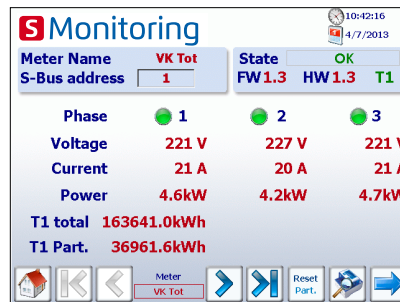 S Monitoring
10:42:16
4/7/2013
Meter Name VK Tot
S-Bus address 1
State OK
FW 1.3 HW 1.3 T1
Phase 1 2 3
Voltage 221 V 227 V 221 V
Current 21 A 20 A 21 A
Power 4.6kW 4.2kW 4.7kW
T1 total 163641.0kWh
T1 Part. 36961.6kWh
Meter
VK Tot
Reset
Part.